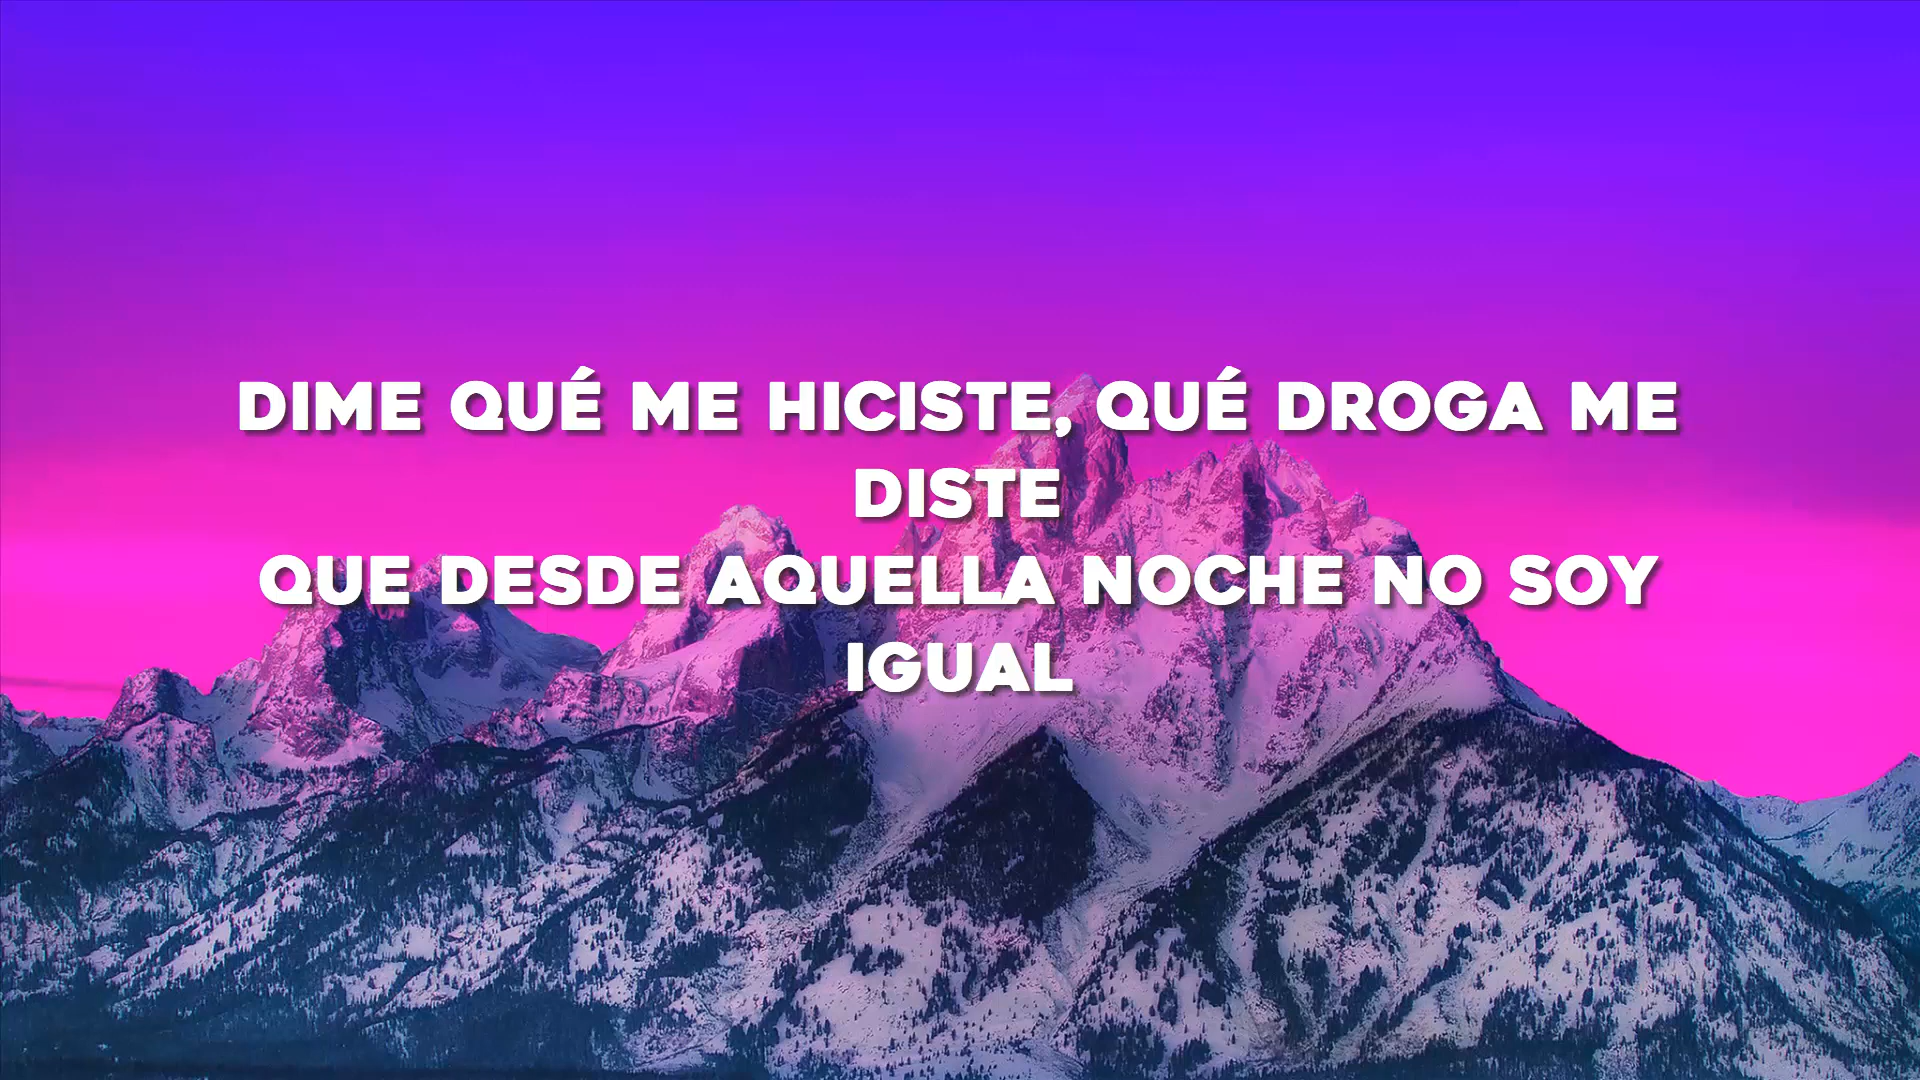 DIME QUÉ ME HICISTE, QUÉ DROGA ME
DISTE
QUE DESDE AQUELLA NOCHE NO SOY
IGUAL